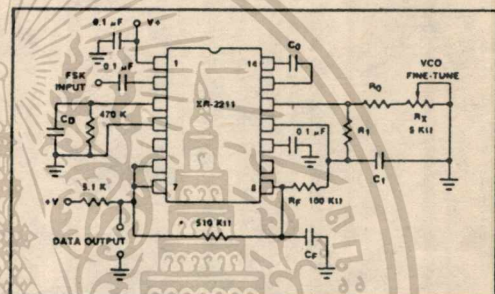 0.1 µF
V+
0.1 µF
FSK
INPUT
1
14
C0
XR-2211
470 K
CD
0.1 µF
R0
VCO
FINE-TUNE
RX
5 KΩ
R1
C1
5.1 K
+V
7
8
RF 100 KΩ
510 KΩ
DATA OUTPUT
CF